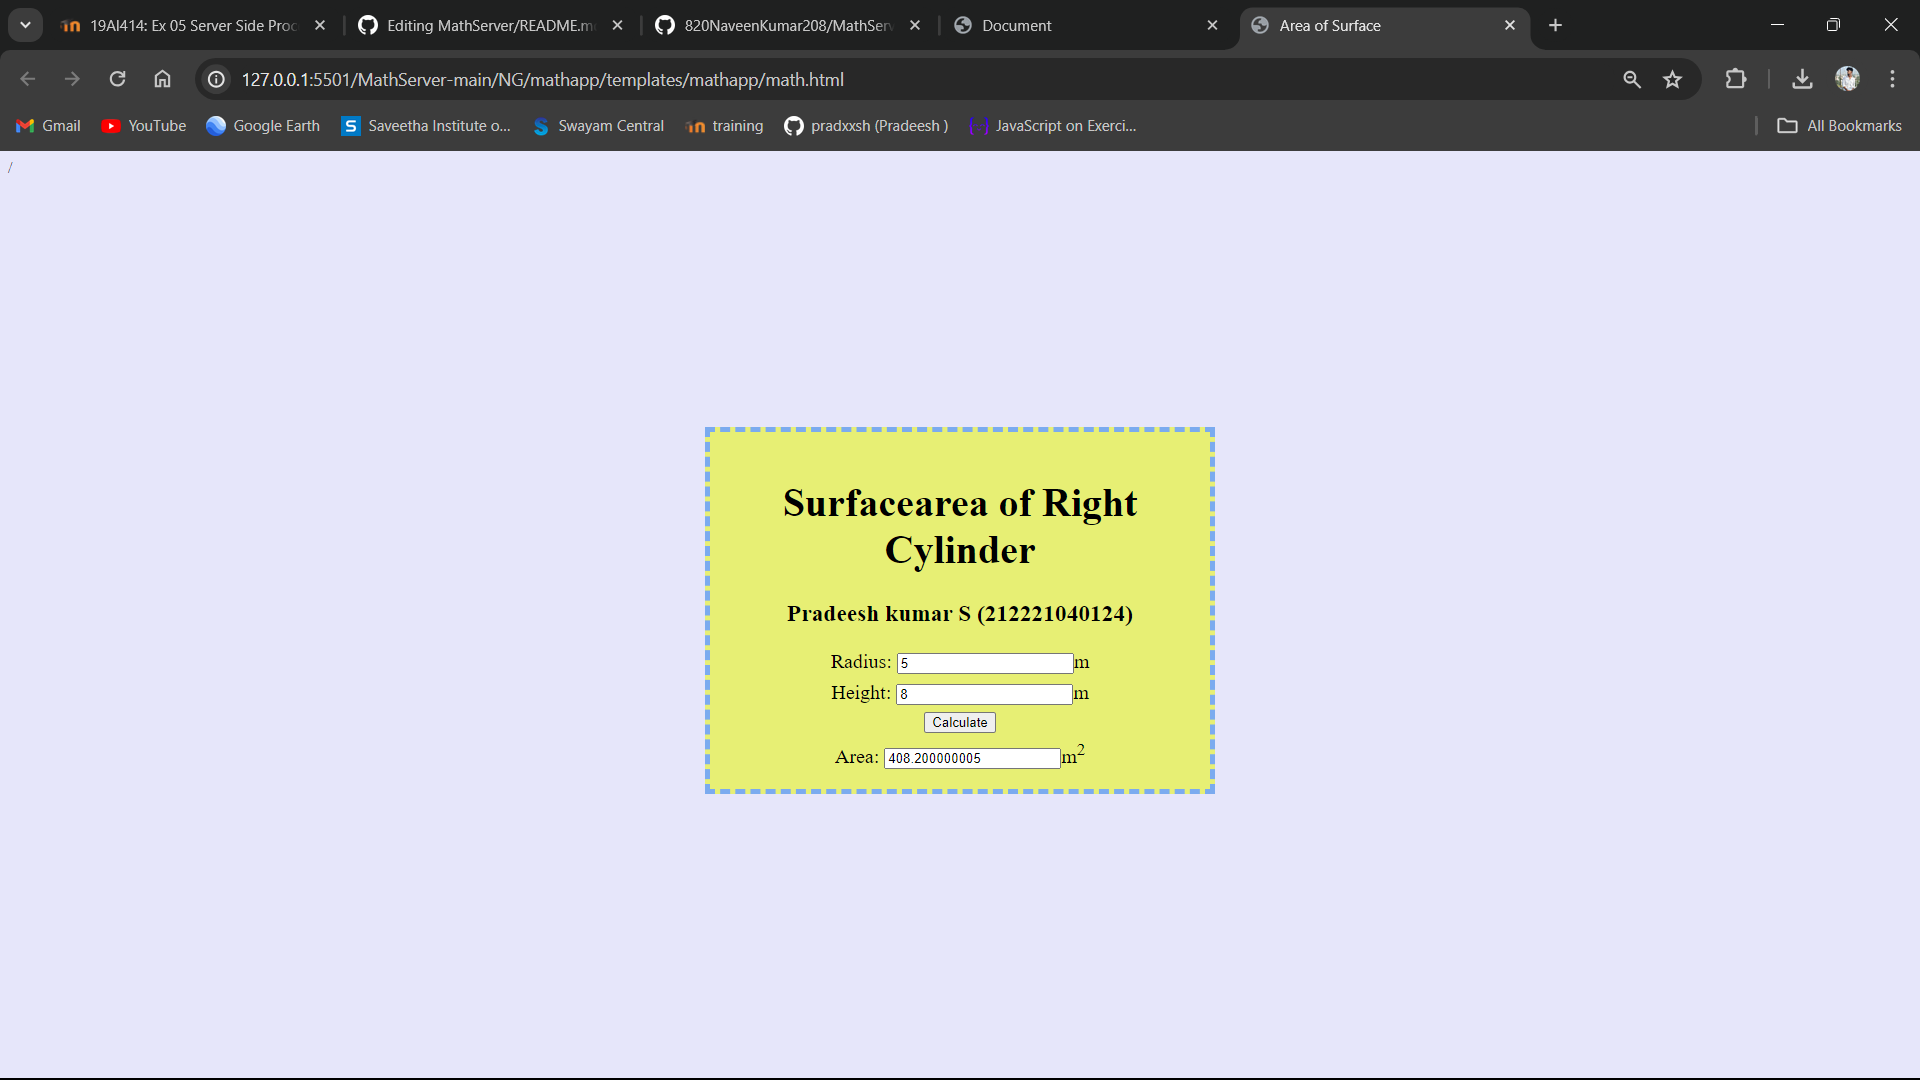 19AI414: Ex 05 Server Side Proc
Editing MathServer/README.m
820NaveenKumar208/MathServ
Document
Area of Surface
127.0.0.1:5501/MathServer-main/NG/mathapp/templates/mathapp/math.html
Gmail
YouTube
Google Earth
Saveetha Institute o...
Swayam Central
training
pradxxsh (Pradeesh )
JavaScript on Exerci...
All Bookmarks
/
Surfacearea of Right
Cylinder
Pradeesh kumar S (212221040124)
Radius: 5 m
Height: 8 m
Calculate
Area: 408.200000005 m²